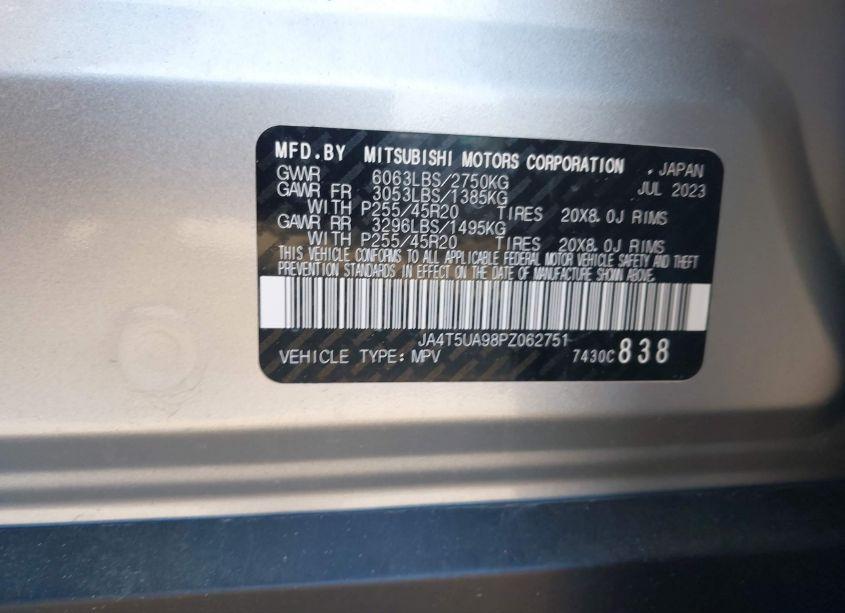 MFD.BY MITSUBISHI MOTORS CORPORATION , JAPAN
GVWR 6063LBS/2750KG JUL 2023
GAWR FR 3053LBS/1385KG
WITH P255/45R20 TIRES 20X8.0J RIMS
GAWR RR 3296LBS/1495KG
WITH P255/45R20 TIRES 20X8.0J RIMS
THIS VEHICLE CONFORMS TO ALL APPLICABLE FEDERAL MOTOR VEHICLE SAFETY AND THEFT
PREVENTION STANDARDS IN EFFECT ON THE DATE OF MANUFACTURE SHOWN ABOVE.
JA4T5UA98PZ062751
VEHICLE TYPE: MPV 7430C 838